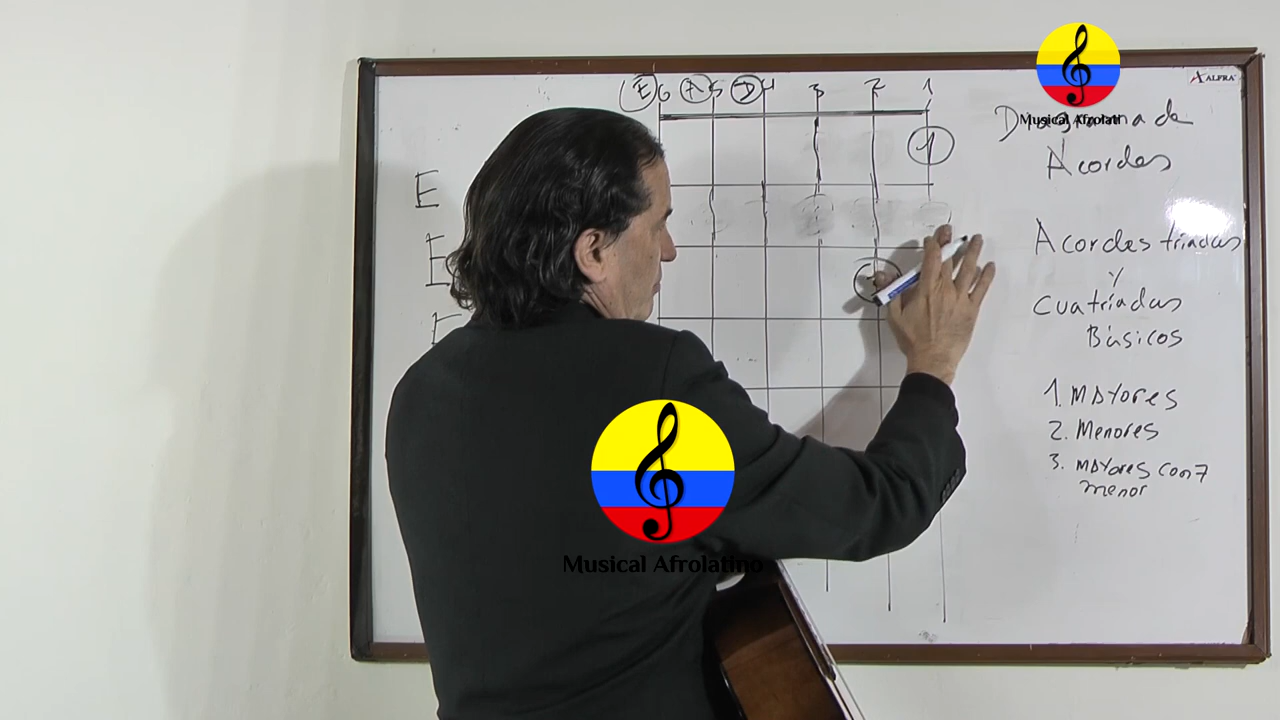 E 6 A 5 D 4 3 2 1
1
E
E
Diagrama de
Acordes
Acordes triadas
y
Cuatríadas
Básicos
1. MAYores
2. Menores
3. MAYores con 7
menor
ALFRA
Musical Afrolati
Musical Afrolatino